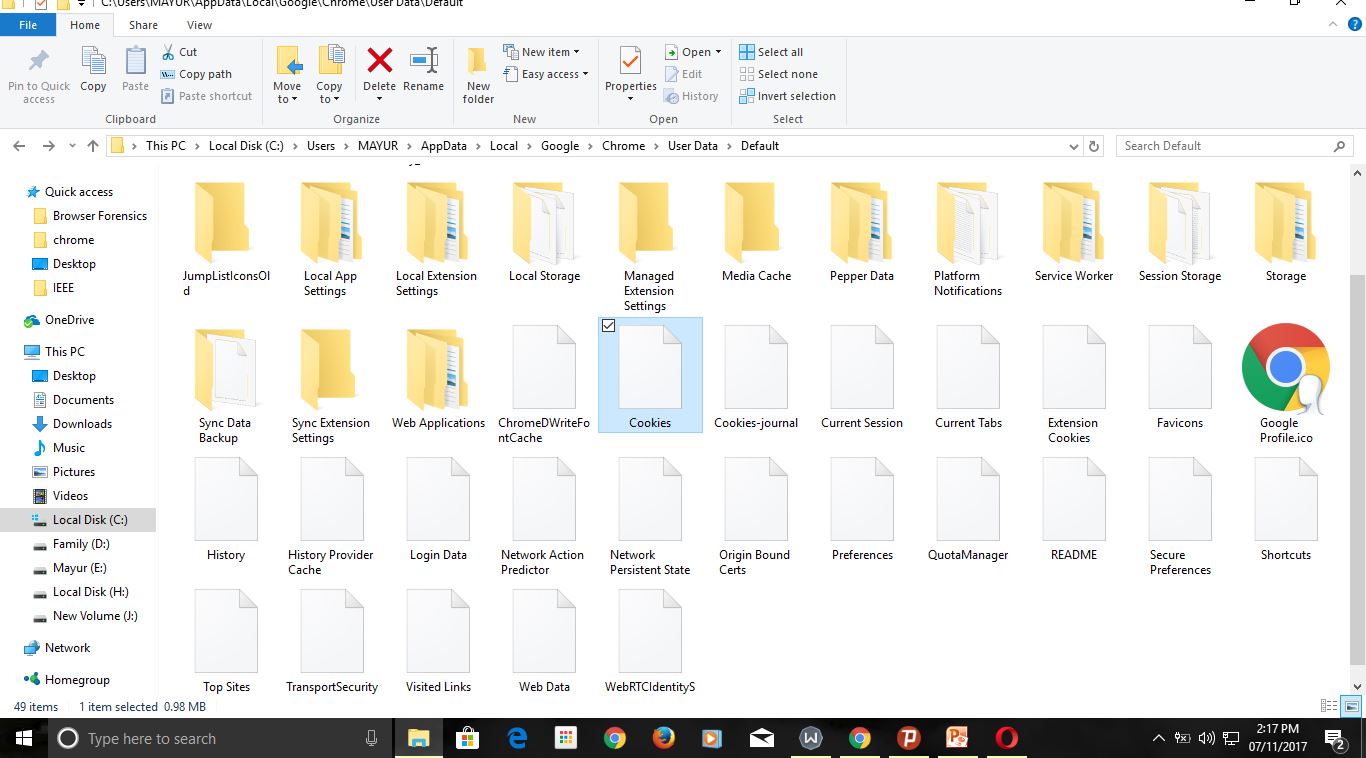 C:\Users\MAYUR\AppData\Local\Google\Chrome\User Data\Default
File Home Share View
Pin to Quick access
Copy
Paste
Cut
Copy path
Paste shortcut
Clipboard
Move to
Copy to
Delete
Rename
Organize
New folder
New item
Easy access
New
Properties
Open
Edit
History
Open
Select all
Select none
Invert selection
Select
This PC > Local Disk (C:) > Users > MAYUR > AppData > Local > Google > Chrome > User Data > Default
Search Default
Quick access
Browser Forensics
chrome
Desktop
IEEE
OneDrive
This PC
Desktop
Documents
Downloads
Music
Pictures
Videos
Local Disk (C:)
Family (D:)
Mayur (E:)
Local Disk (H:)
New Volume (J:)
Network
Homegroup
JumpListIconsOl
d
Local App
Settings
Local Extension
Settings
Local Storage
Managed
Extension
Settings
Media Cache
Pepper Data
Platform
Notifications
Service Worker
Session Storage
Storage
Sync Data
Backup
Sync Extension
Settings
Web Applications
ChromeDWriteFo
ntCache
Cookies
Cookies-journal
Current Session
Current Tabs
Extension
Cookies
Favicons
Google
Profile.ico
History
History Provider
Cache
Login Data
Network Action
Predictor
Network
Persistent State
Origin Bound
Certs
Preferences
QuotaManager
README
Secure
Preferences
Shortcuts
Top Sites
TransportSecurity
Visited Links
Web Data
WebRTCIdentityS
49 items 1 item selected 0.98 MB
Type here to search
2:17 PM
07/11/2017
2